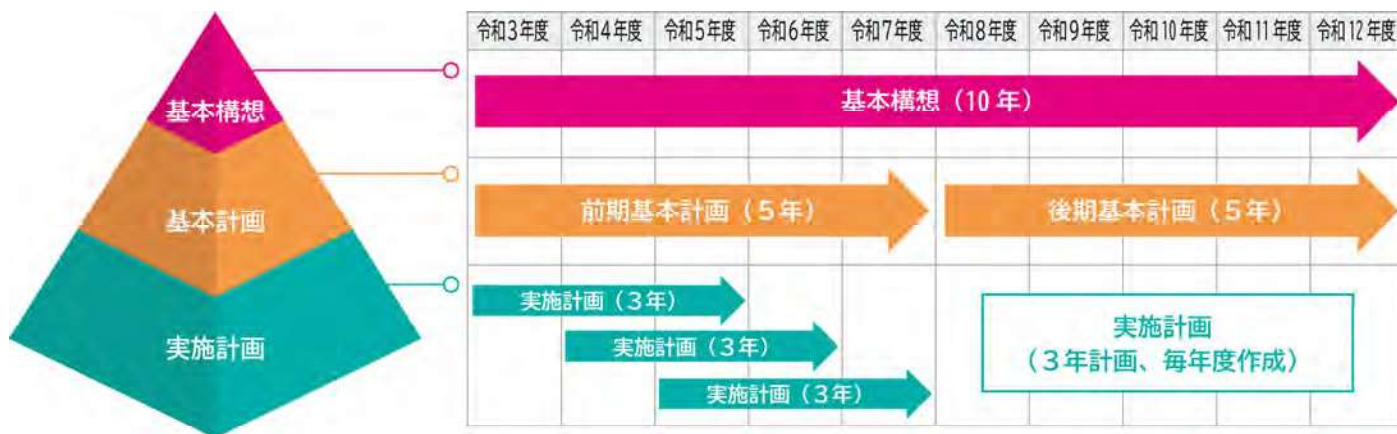 令和3年度 令和4年度 令和5年度 令和6年度 令和7年度 令和8年度 令和9年度 令和10年度 令和11年度 令和12年度
基本構想
基本計画
実施計画
基本構想（10年）
前期基本計画（５年）
後期基本計画（５年）
実施計画（３年）
実施計画（３年）
実施計画（３年）
実施計画
（３年計画、毎年度作成）